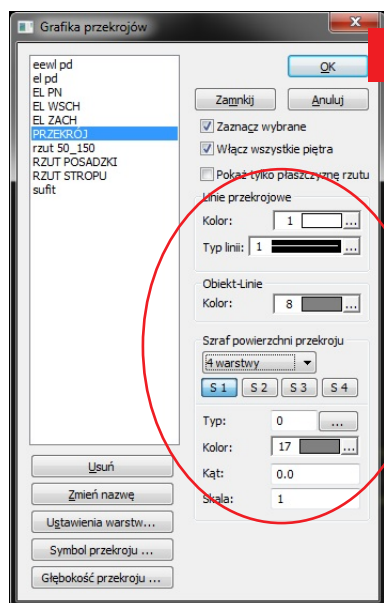 Grafika przekrojów
eewl pd
el pd
EL PN
EL WSCH
EL ZACH
PRZEKRÓJ
rzut 50_150
RZUT POSADZKI
RZUT STROPU
sufit
Usuń
Zmień nazwę
Ustawienia warstw...
Symbol przekroju ...
Głębokość przekroju ...
OK
Zamknij
Anuluj
Zaznacz wybrane
Włącz wszystkie piętra
Pokaż tylko płaszczyznę rzutu
Linie przekrojowe
Kolor: 1 ...
Typ linii: 1 ...
Obiekt-Linie
Kolor: 8 ...
Szraf powierzchni przekroju
4 warstwy
S 1 S 2 S 3 S 4
Typ: 0 ...
Kolor: 17 ...
Kąt: 0.0
Skala: 1